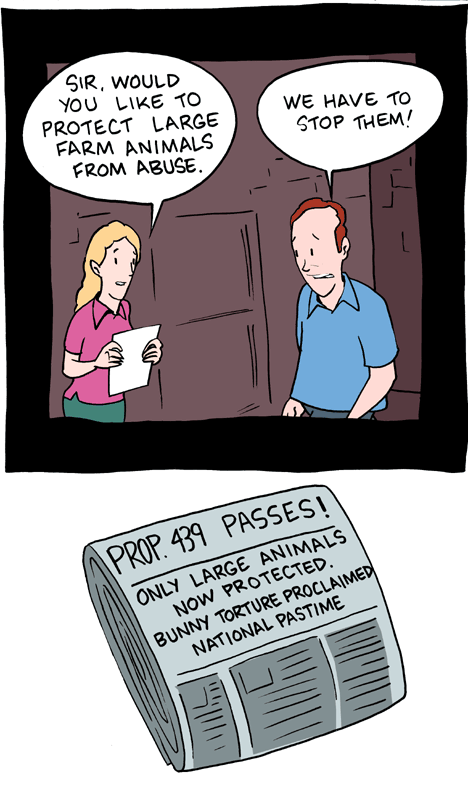 SIR, WOULD
YOU LIKE TO
PROTECT LARGE
FARM ANIMALS
FROM ABUSE.
WE HAVE TO
STOP THEM!
PROP. 439 PASSES!
ONLY LARGE ANIMALS
NOW PROTECTED.
BUNNY TORTURE PROCLAIMED
NATIONAL PASTIME